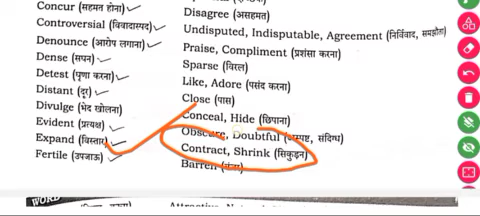 Concur (सहमत होना) Disagree (असहमत)
Controversial (विवादास्पद) Undisputed, Indisputable, Agreement (निर्विवाद, समझौता)
Denounce (आरोप लगाना) Praise, Compliment (प्रशंसा करना)
Dense (सघन) Sparse (विरल)
Detest (घृणा करना) Like, Adore (पसंद करना)
Distant (दूर) Close (पास)
Divulge (भेद खोलना) Conceal, Hide (छिपाना)
Evident (प्रत्यक्ष) Obscure, Doubtful (अस्पष्ट, संदिग्ध)
Expand (विस्तार) Contract, Shrink (सिकुड़न)
Fertile (उपजाऊ) Barren
WORD